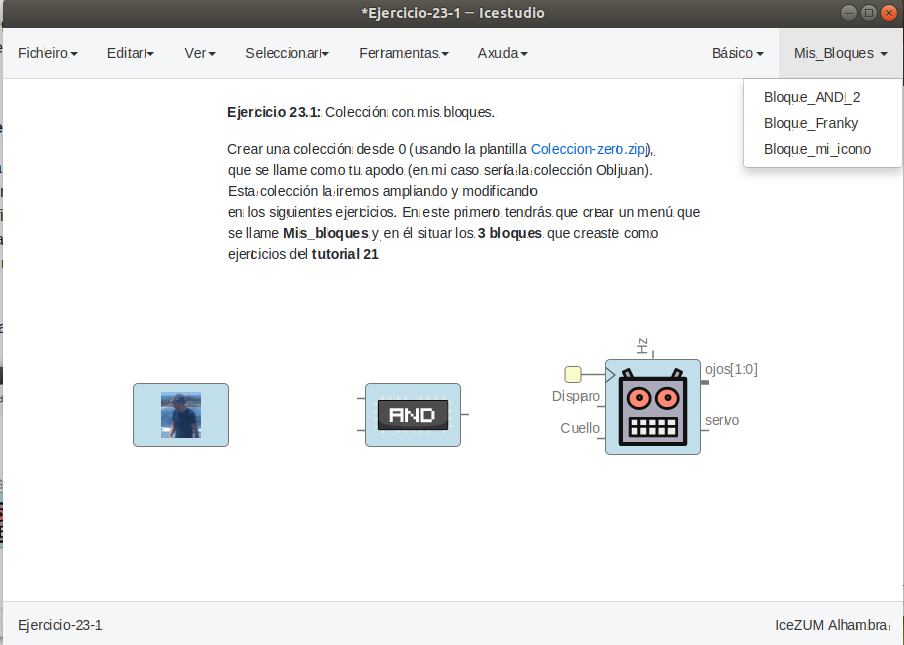 *Ejercicio-23-1 — Icestudio
Ficheiro Editar Ver Seleccionar Ferramentas Axuda Básico Mis_Bloques
Bloque_AND_2
Bloque_Franky
Bloque_mi_icono
Ejercicio 23.1: Colección con mis bloques.
Crear una colección desde 0 (usando la plantilla Coleccion-zero.zip),
que se llame como tu apodo (en mi caso sería la colección Obijuan).
Esta colección la iremos ampliando y modificando
en los siguientes ejercicios. En este primero tendrás que crear un menú que
se llame Mis_bloques y en él situar los 3 bloques que creaste como
ejercicios del tutorial 21
Hz
ojos[1:0]
Disparo
AND
servo
Cuello
Ejercicio-23-1
IceZUM Alhambra